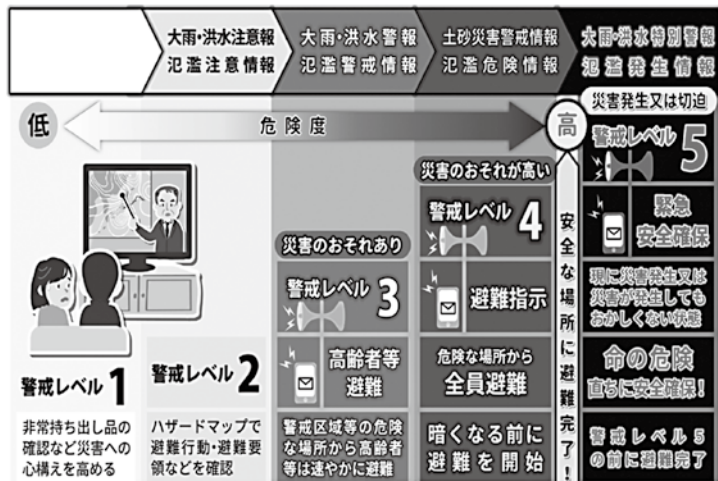 大雨・洪水注意報
氾濫注意情報
大雨・洪水警報
氾濫警戒情報
土砂災害警戒情報
氾濫危険情報
大雨・洪水特別警報
氾濫発生情報
低
危険度
高
警戒レベル1
非常持ち出し品の
確認など災害への
心構えを高める
警戒レベル2
ハザードマップで
避難行動・避難要
領などを確認
災害のおそれあり
警戒レベル3
高齢者等
避難
警戒区域等の危険
な場所から高齢者
等は速やかに避難
災害のおそれが高い
警戒レベル4
避難指示
危険な場所から
全員避難
暗くなる前に
避難を開始
安全な場所に避難完了！
災害発生又は切迫
警戒レベル5
緊急
安全確保
現に災害発生又は
災害が発生しても
おかしくない状態
命の危険
直ちに安全確保！
警戒レベル5
の前に避難完了